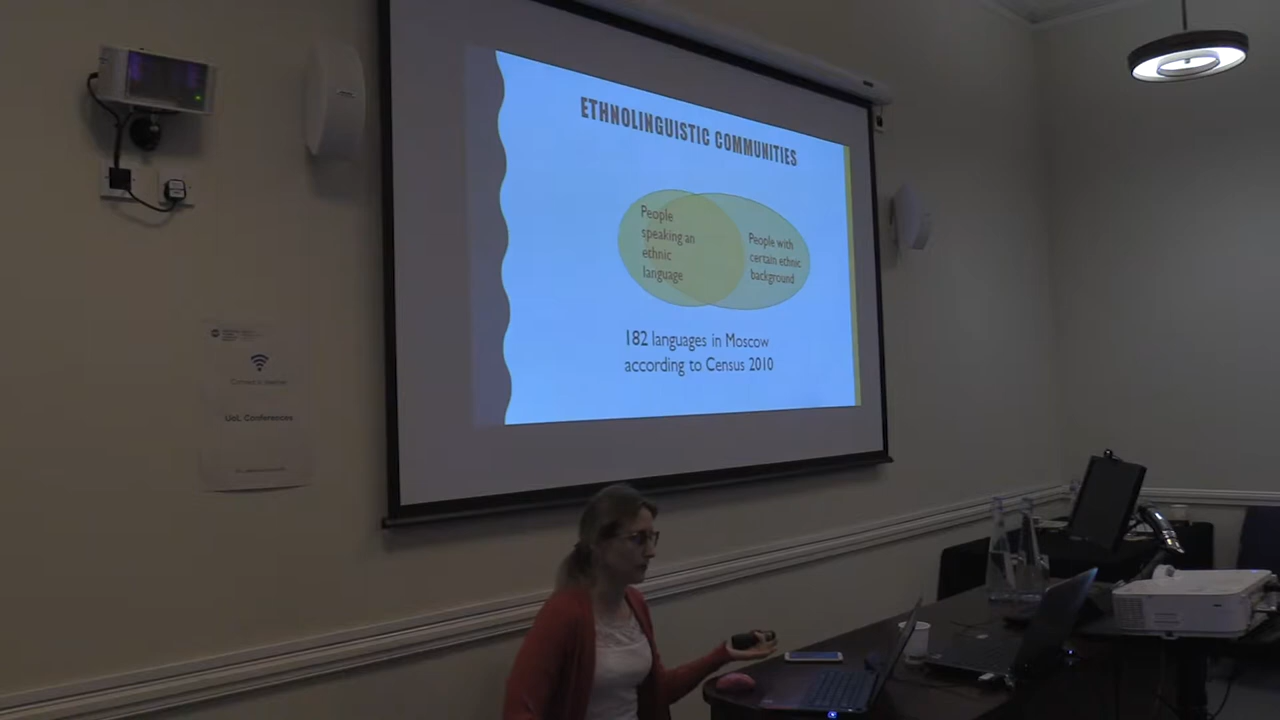 ETHNOLINGUISTIC COMMUNITIES
People
speaking an
ethnic
language
People with
certain ethnic
background
182 languages in Moscow
according to Census 2010
UoL Conferences